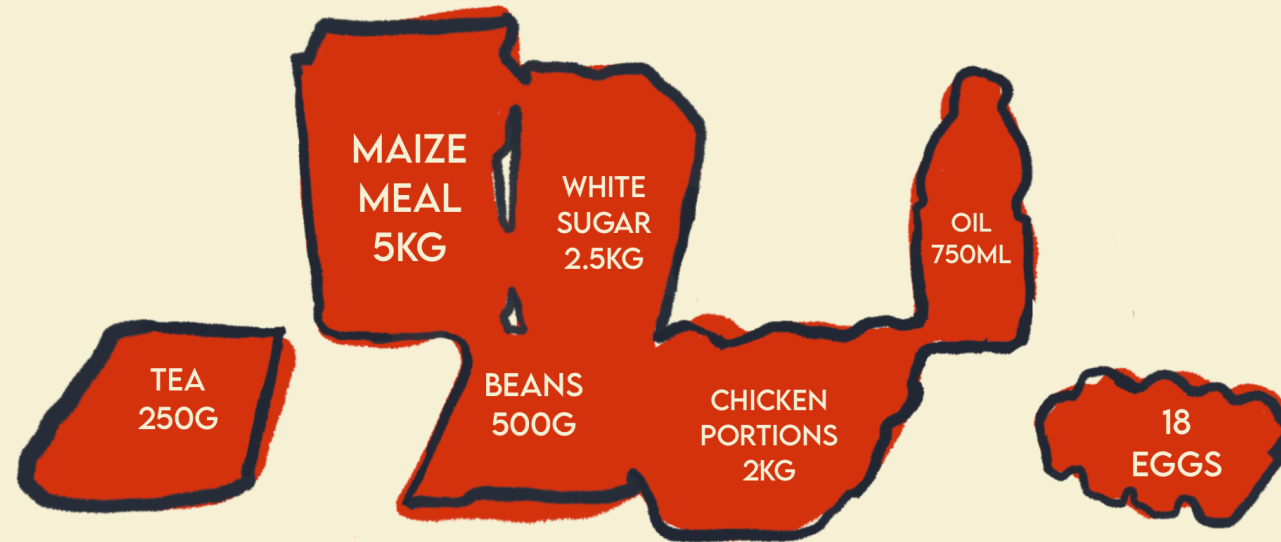 MAIZE
MEAL
5KG
WHITE
SUGAR
2.5KG
OIL
750ML
TEA
250G
BEANS
500G
CHICKEN
PORTIONS
2KG
18
EGGS